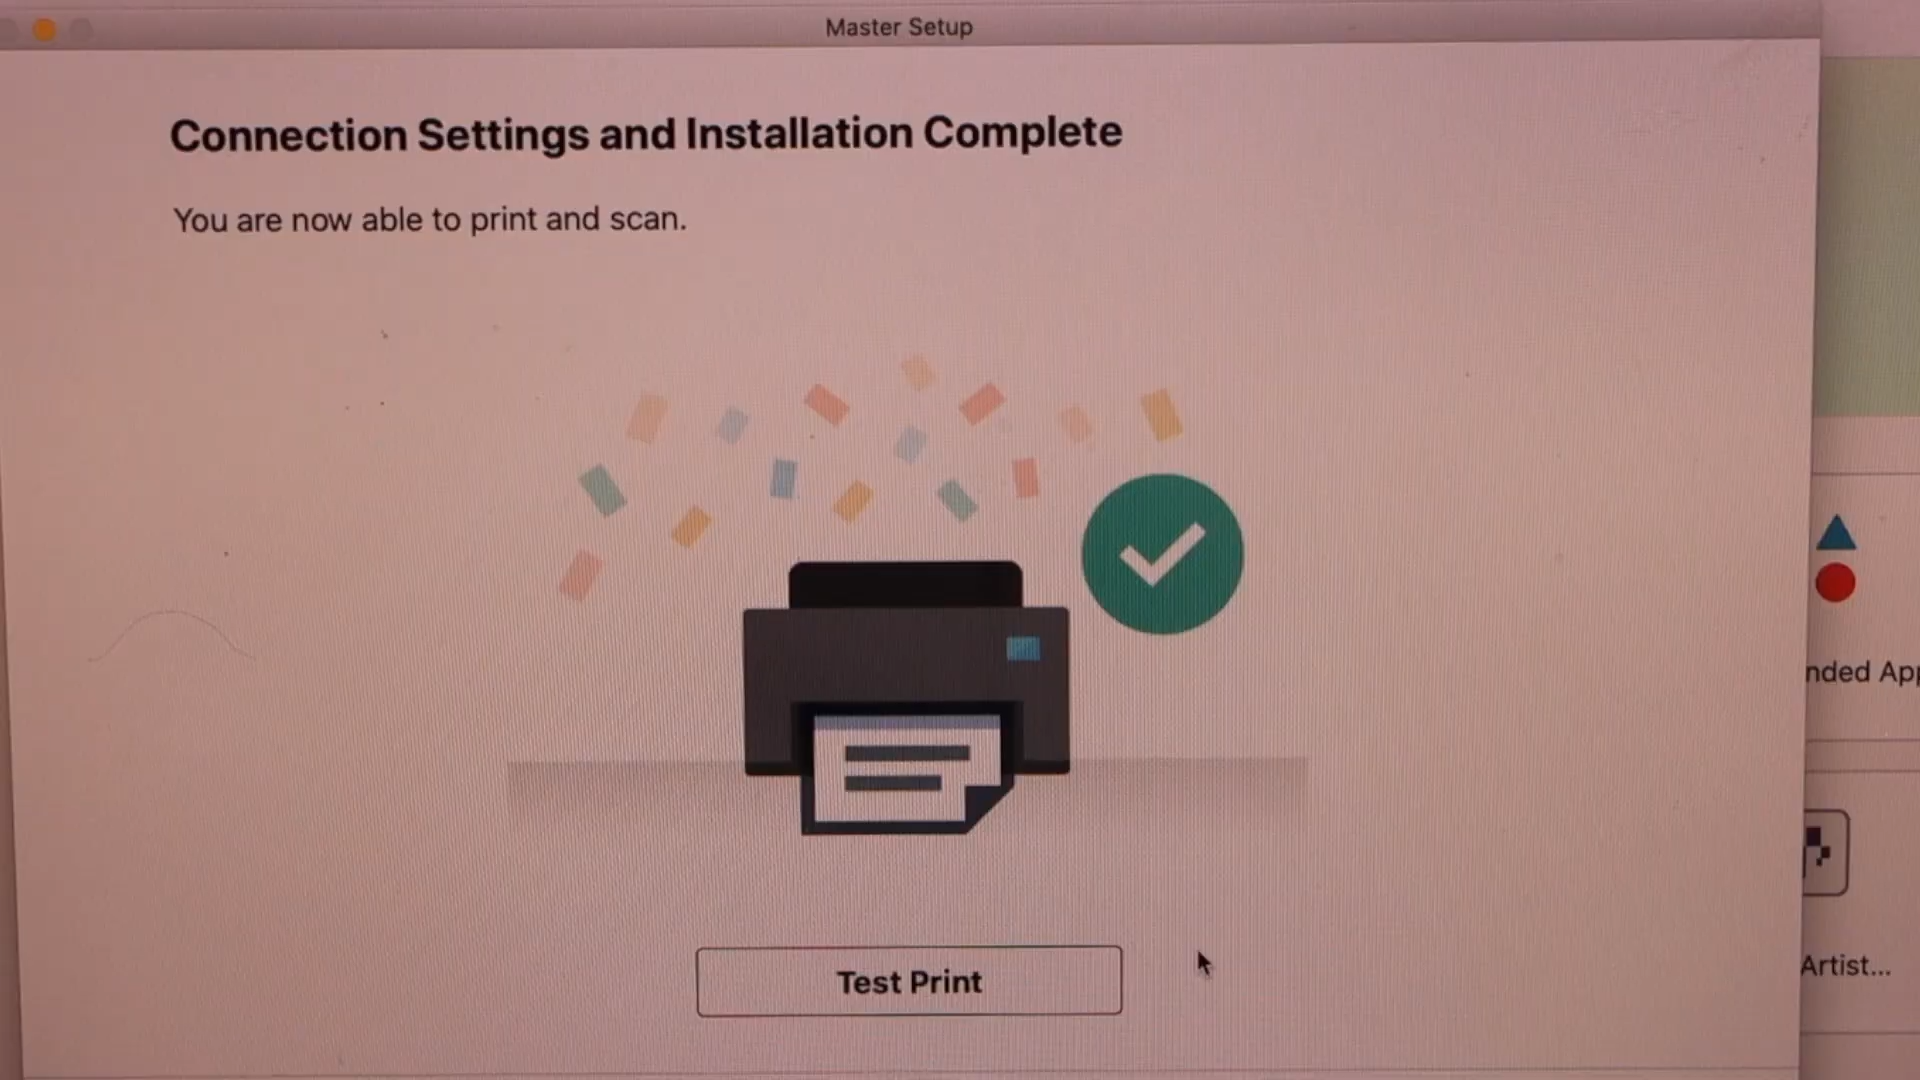 Master Setup
Connection Settings and Installation Complete
You are now able to print and scan.
nded App
Artist...
Test Print